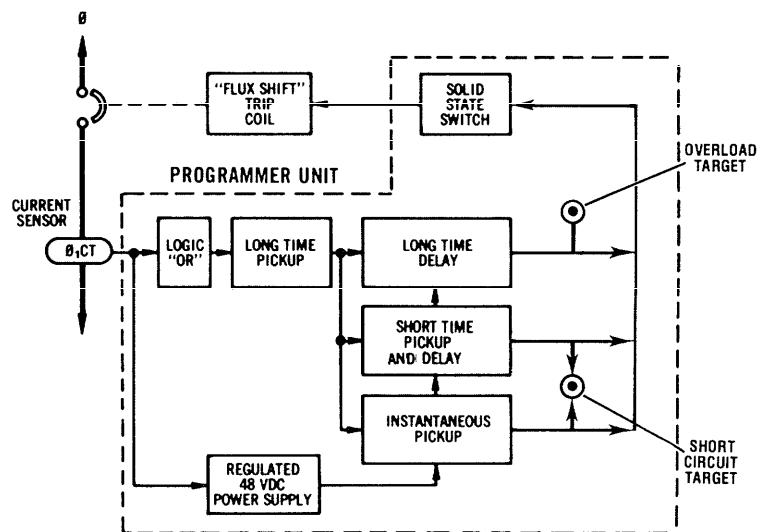 Ø
"FLUX SHIFT"
TRIP
COIL
SOLID
STATE
SWITCH
OVERLOAD
TARGET
PROGRAMMER UNIT
CURRENT
SENSOR
Ø₁CT
LOGIC
"OR"
LONG TIME
PICKUP
LONG TIME
DELAY
SHORT TIME
PICKUP
AND DELAY
INSTANTANEOUS
PICKUP
REGULATED
48 VDC
POWER SUPPLY
SHORT
CIRCUIT
TARGET